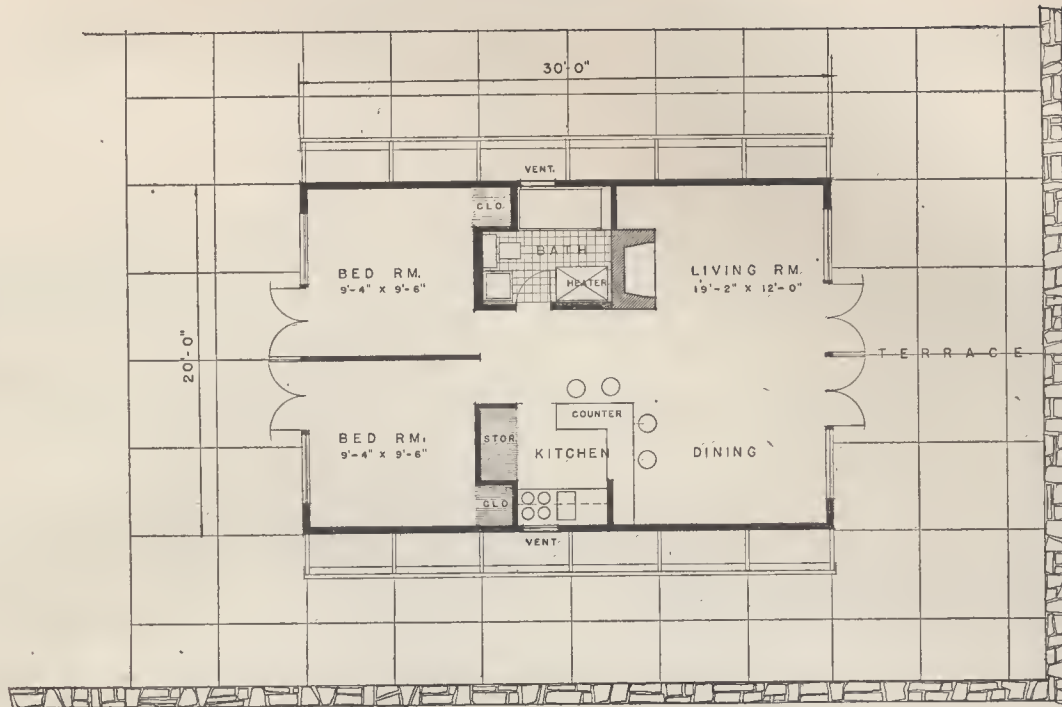 30'-0"
VENT.
CLO.
BATH
BED RM.
9'-4" X 9'-6"
HEATER
LIVING RM.
19'-2" X 12'-0"
20'-0"
TERRACE
COUNTER
BED RM.
9'-4" X 9'-6"
STOR.
KITCHEN
DINING
CLO
VENT.